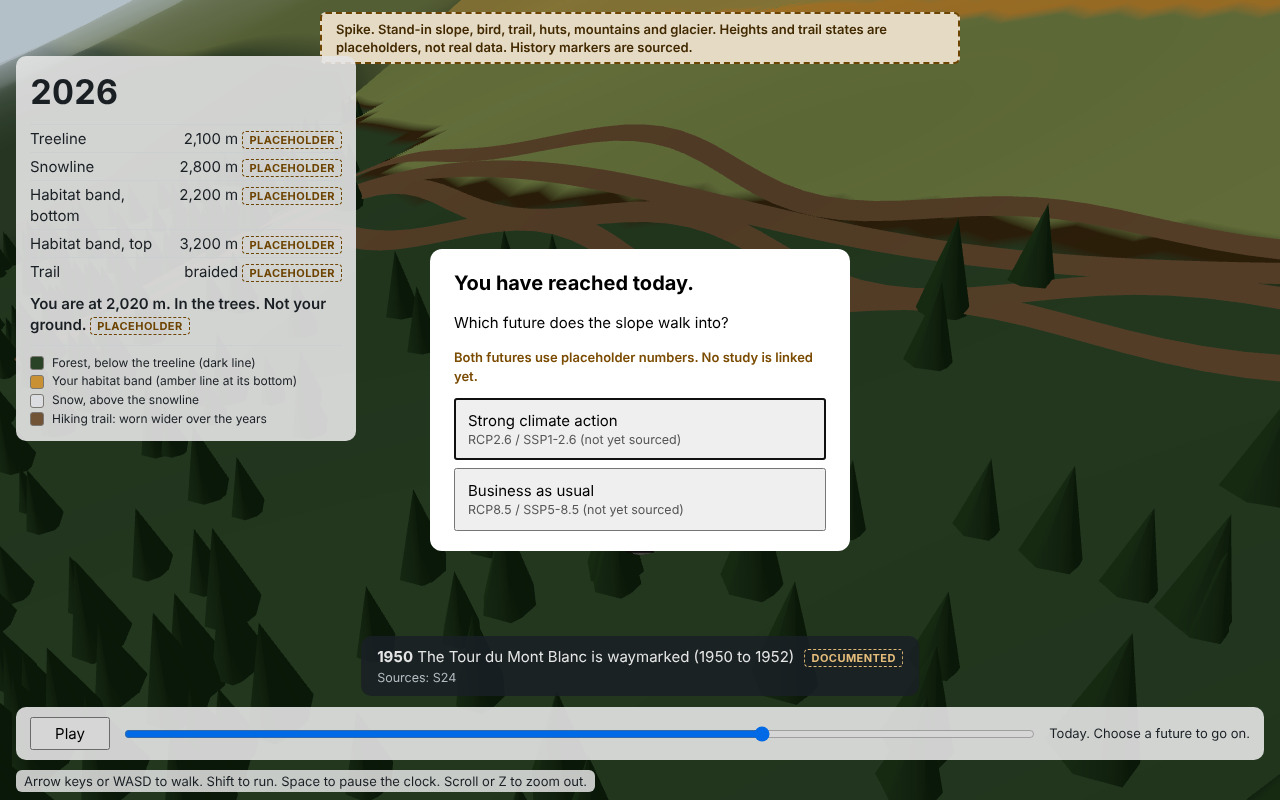 Spike. Stand-in slope, bird, trail, huts, mountains and glacier. Heights and trail states are
placeholders, not real data. History markers are sourced.
2026
Treeline 2,100 m PLACEHOLDER
Snowline 2,800 m PLACEHOLDER
Habitat band, 2,200 m PLACEHOLDER
bottom
Habitat band, top 3,200 m PLACEHOLDER
Trail braided PLACEHOLDER
You are at 2,020 m. In the trees. Not your
ground. PLACEHOLDER
Forest, below the treeline (dark line)
Your habitat band (amber line at its bottom)
Snow, above the snowline
Hiking trail: worn wider over the years
You have reached today.
Which future does the slope walk into?
Both futures use placeholder numbers. No study is linked
yet.
Strong climate action
RCP2.6 / SSP1-2.6 (not yet sourced)
Business as usual
RCP8.5 / SSP5-8.5 (not yet sourced)
1950 The Tour du Mont Blanc is waymarked (1950 to 1952) DOCUMENTED
Sources: S24
Play
Today. Choose a future to go on.
Arrow keys or WASD to walk. Shift to run. Space to pause the clock. Scroll or Z to zoom out.